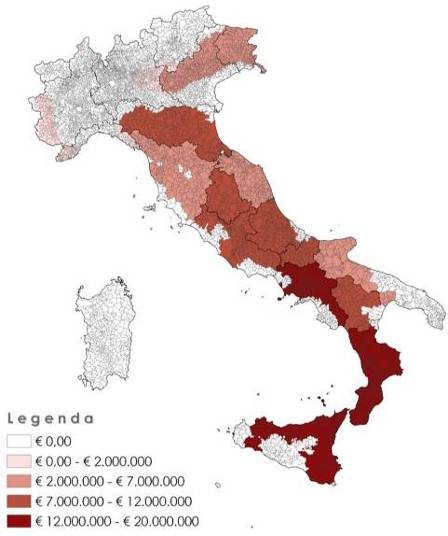 Legenda
€ 0,00
€ 0,00 - € 2.000.000
€ 2.000.000 - € 7.000.000
€ 7.000.000 - € 12.000.000
€ 12.000.000 - € 20.000.000